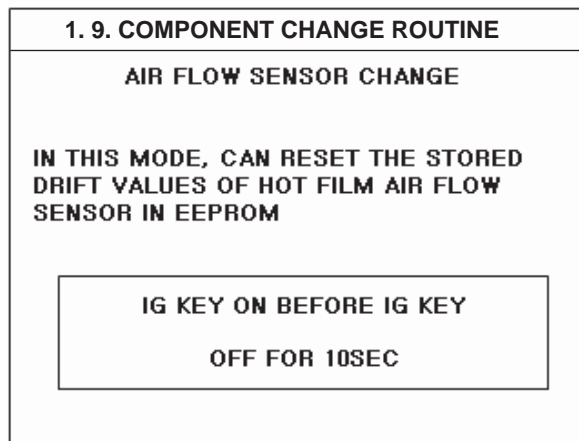 1. 9. COMPONENT CHANGE ROUTINE
AIR FLOW SENSOR CHANGE
IN THIS MODE, CAN RESET THE STORED
DRIFT VALUES OF HOT FILM AIR FLOW
SENSOR IN EEPROM
IG KEY ON BEFORE IG KEY
OFF FOR 10SEC